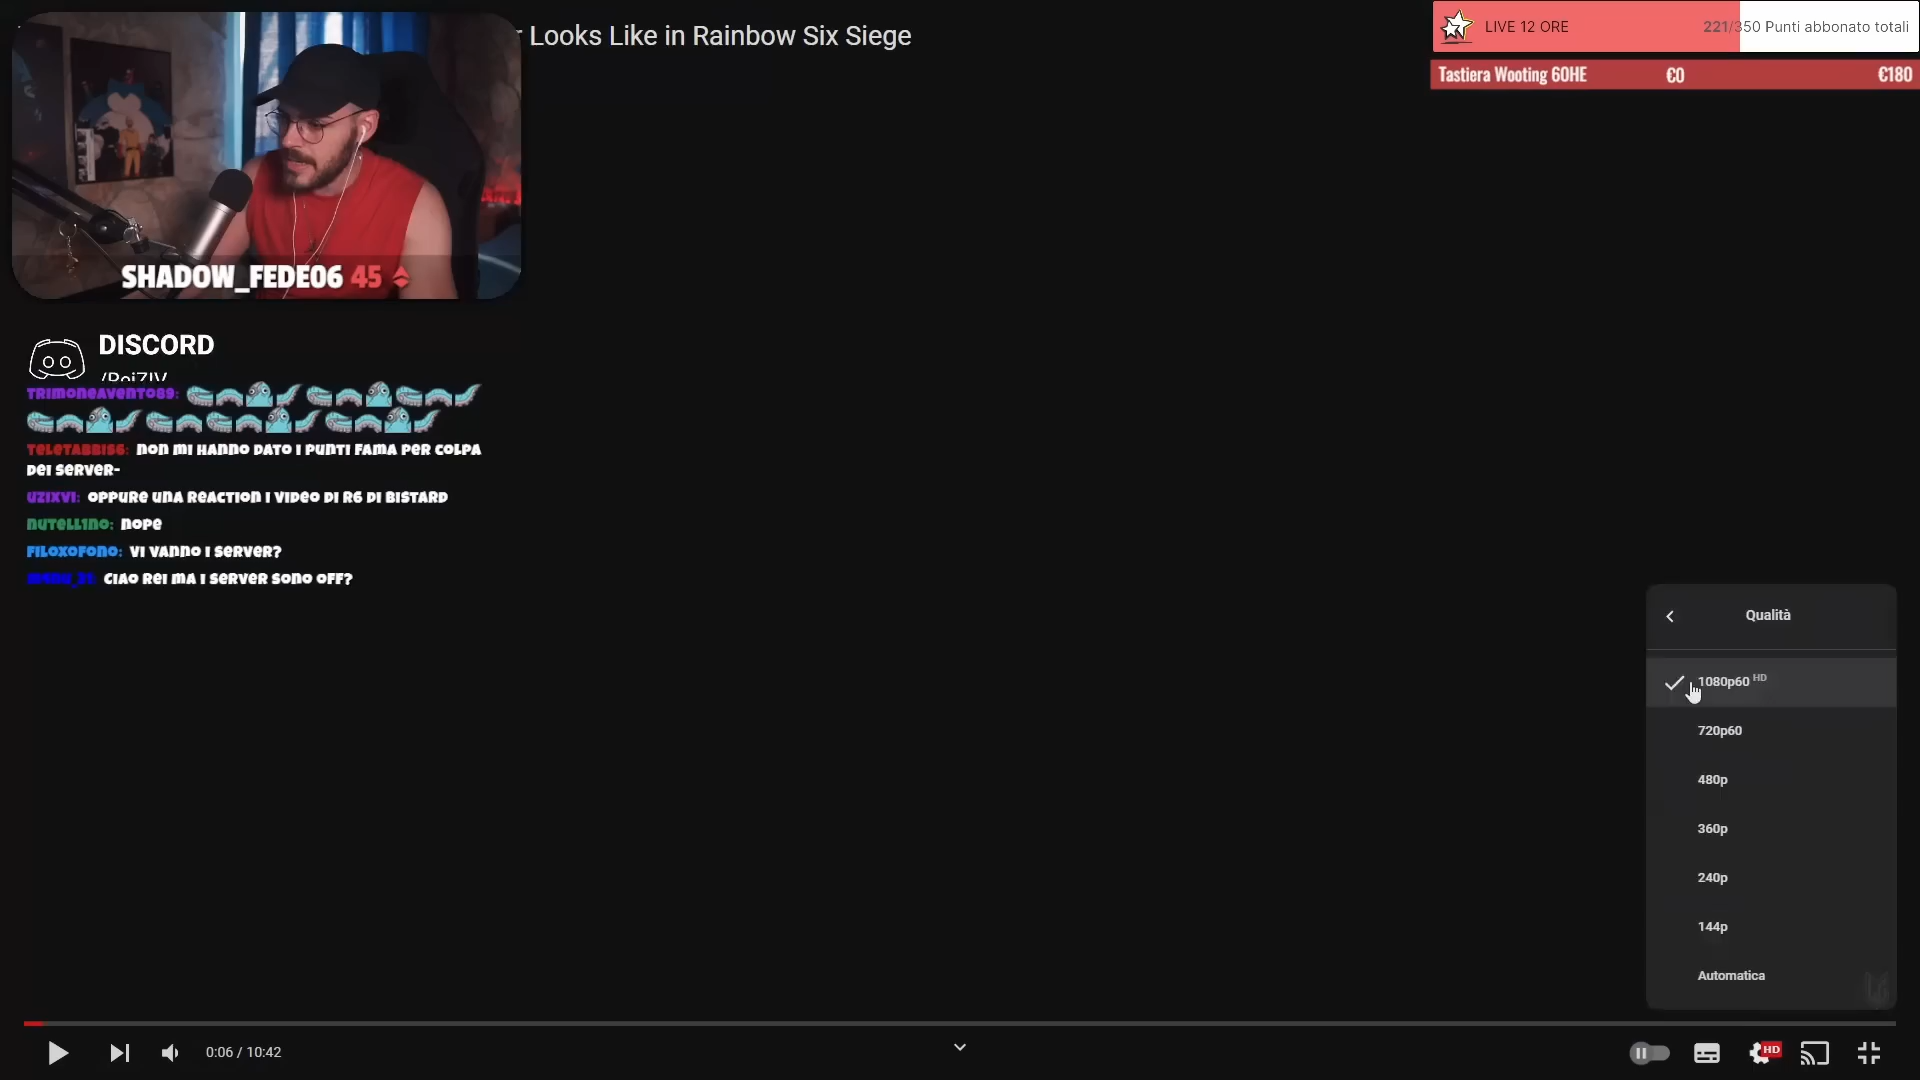 Looks Like in Rainbow Six Siege
LIVE 12 ORE
221/350 Punti abbonato totali
Tastiera Wooting 60HE €0 €180
SHADOW_FEDE06 45
DISCORD
TRIMONEAVENTO89:
TELETABBIS6: NON MI HANNO DATO I PUNTI FAMA PER COLPA
DEI SERVER-
UZIXVI: OPPURE UNA REACTION I VIDEO DI R6 DI BISTARD
NUTELL1NO: NOPE
FILOXOFONO: VI VANNO I SERVER?
CIAO REI MA I SERVER SONO OFF?
Qualità
1080p60 HD
720p60
480p
360p
240p
144p
Automatica
0:06 / 10:42
HD